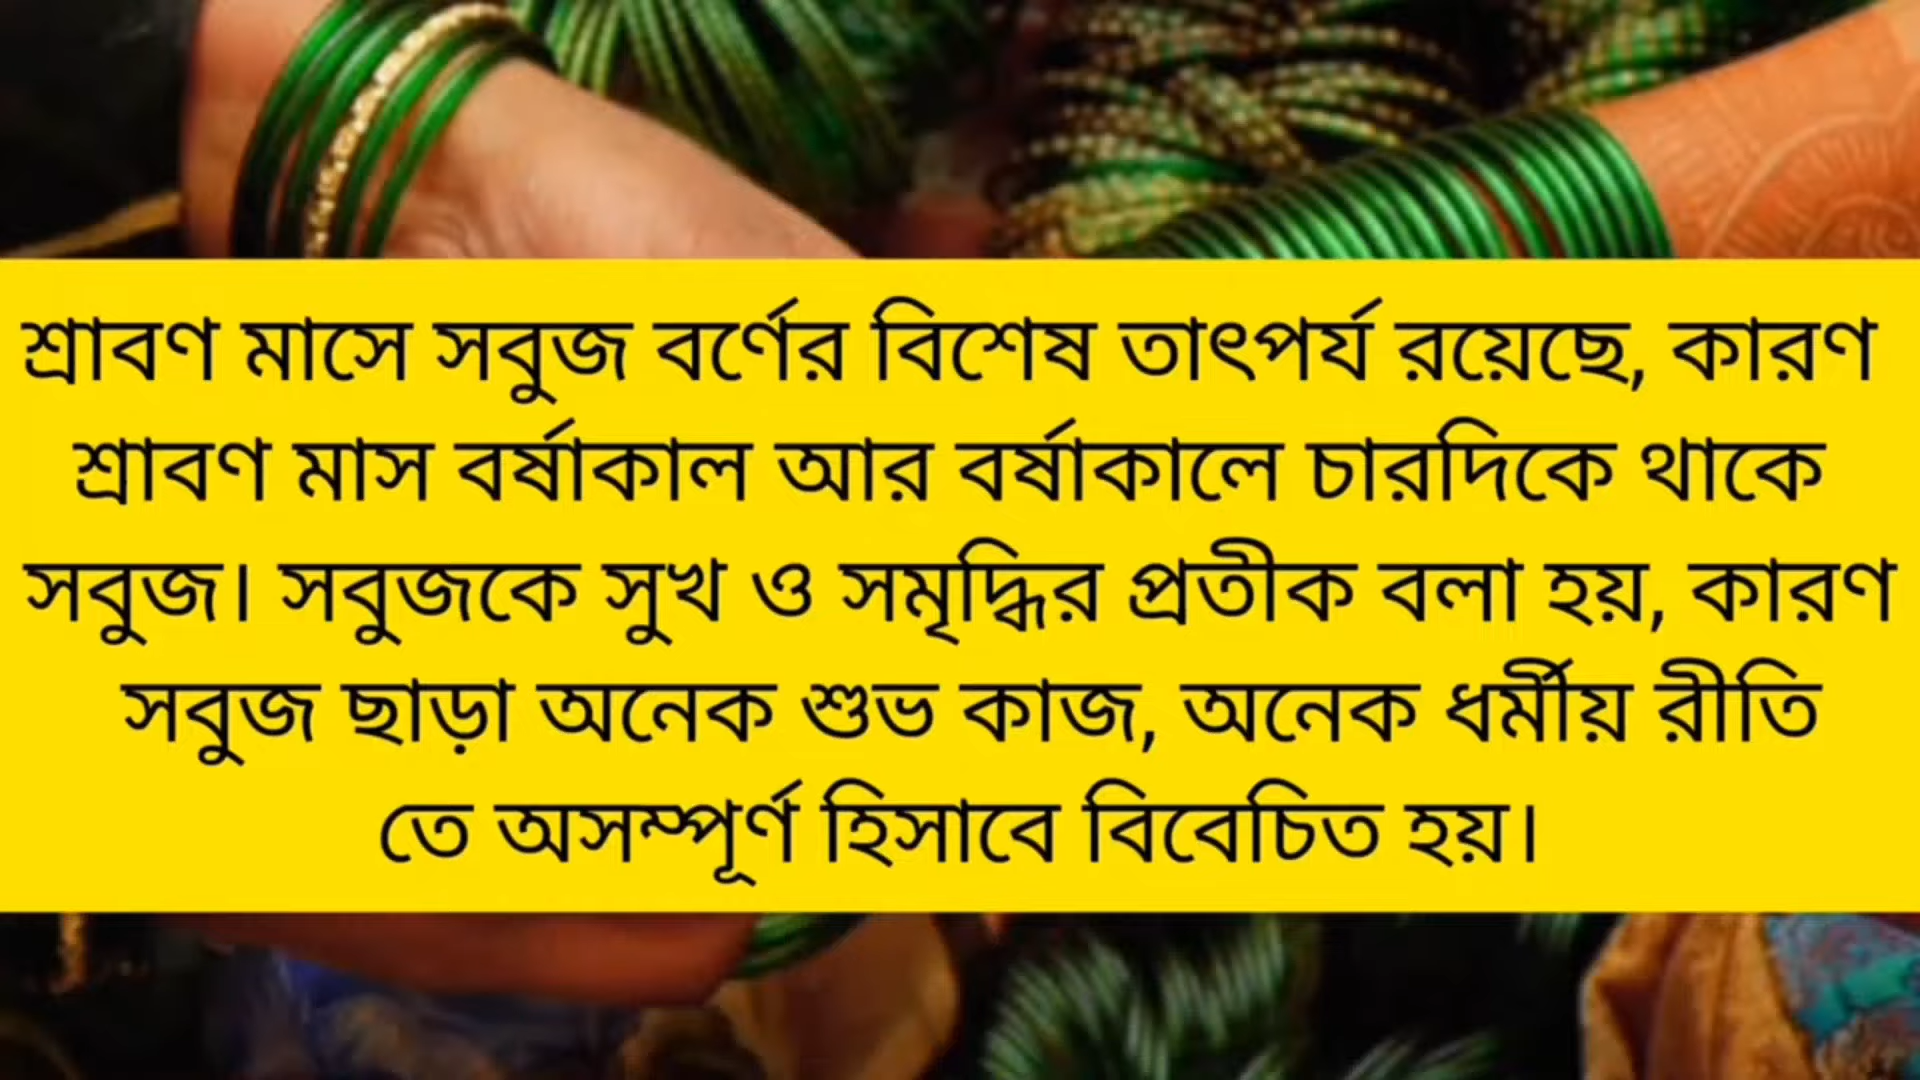 শ্রাবণ মাসে সবুজ বর্ণের বিশেষ তাৎপর্য রয়েছে, কারণ
শ্রাবণ মাস বর্ষাকাল আর বর্ষাকালে চারদিকে থাকে
সবুজ। সবুজকে সুখ ও সমৃদ্ধির প্রতীক বলা হয়, কারণ
সবুজ ছাড়া অনেক শুভ কাজ, অনেক ধর্মীয় রীতি
তে অসম্পূর্ণ হিসাবে বিবেচিত হয়।